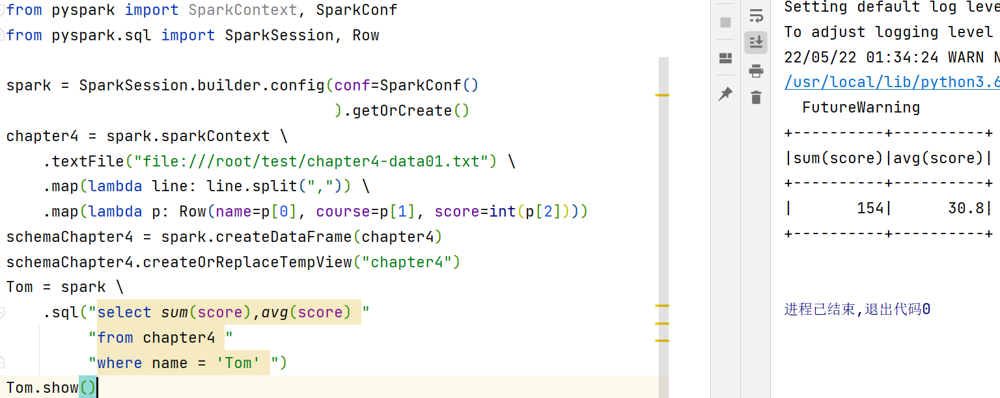 from pyspark import SparkContext, SparkConf
from pyspark.sql import SparkSession, Row
spark = SparkSession.builder.config(conf=SparkConf()
).getOrCreate()
chapter4 = spark.sparkContext \
.textFile("file:///root/test/chapter4-data01.txt") \
.map(lambda line: line.split(",")) \
.map(lambda p: Row(name=p[0], course=p[1], score=int(p[2])))
schemaChapter4 = spark.createDataFrame(chapter4)
schemaChapter4.createOrReplaceTempView("chapter4")
Tom = spark \
.sql("select sum(score),avg(score) "
"from chapter4 "
"where name = 'Tom' ")
Tom.show()
Setting default log leve
To adjust logging level
22/05/22 01:34:24 WARN N
/usr/local/lib/python3.6
FutureWarning
+----------+----------+
|sum(score)|avg(score)|
+----------+----------+
|       154|      30.8|
+----------+----------+
进程已结束,退出代码0